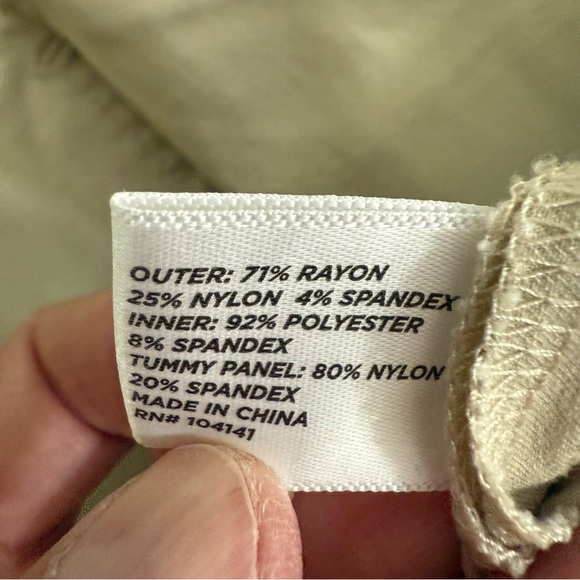 OUTER: 71% RAYON
25% NYLON 4% SPANDEX
INNER: 92% POLYESTER
8% SPANDEX
TUMMY PANEL: 80% NYLON
20% SPANDEX
MADE IN CHINA
RN# 104141